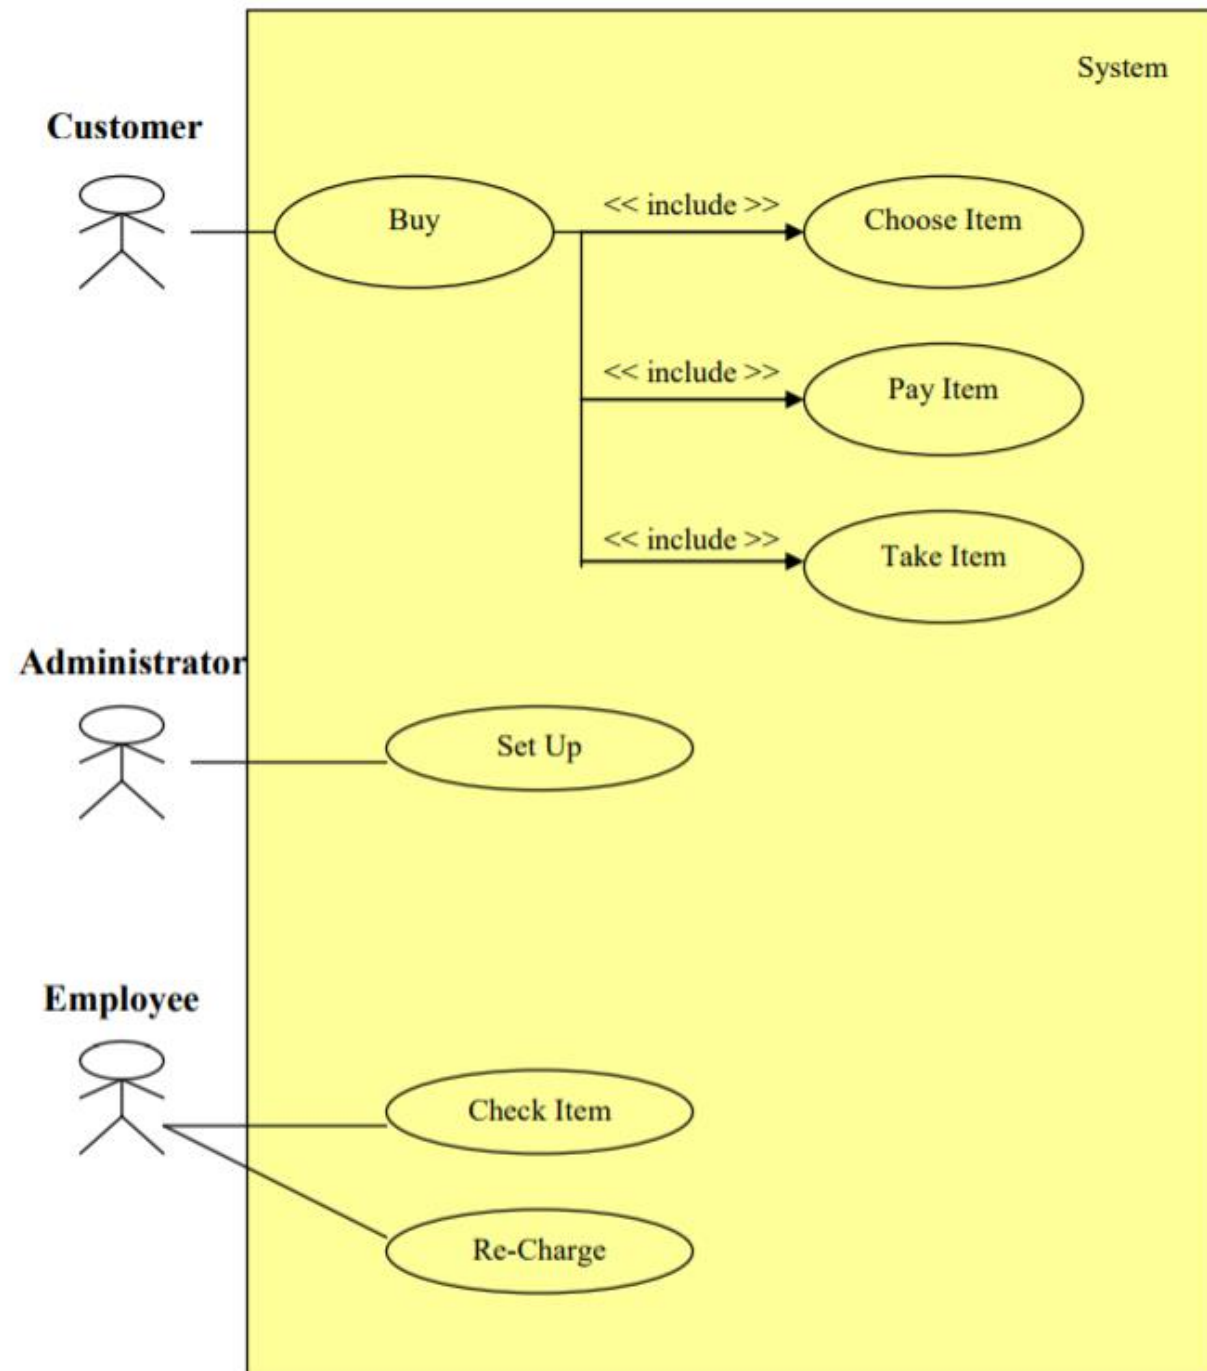 System
Customer
Buy
<< include >>
Choose Item
<< include >>
Pay Item
<< include >>
Take Item
Administrator
Set Up
Employee
Check Item
Re-Charge